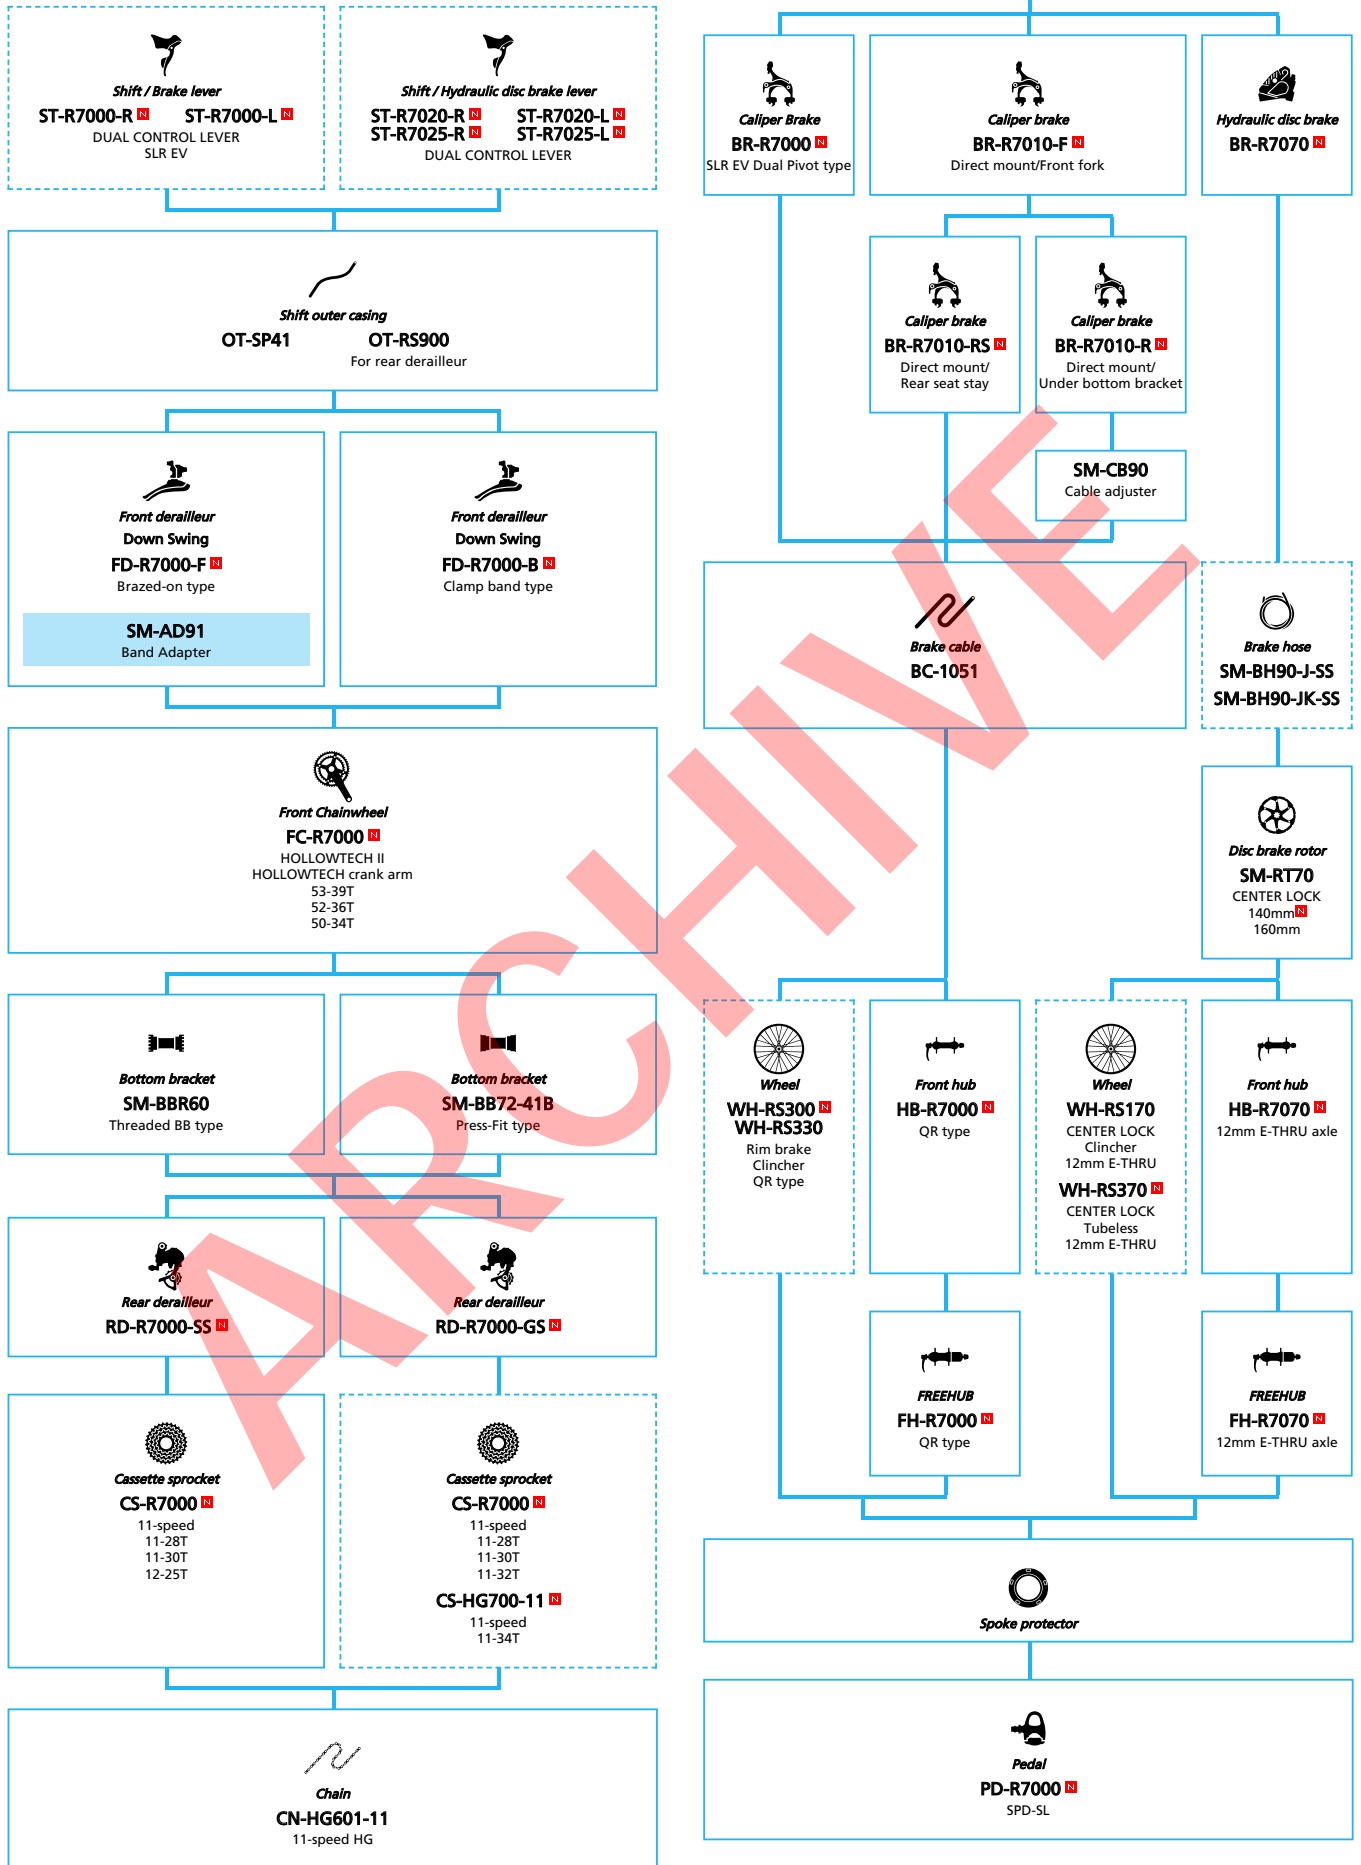 Shift / Brake lever
ST-R7000-R N ST-R7000-L N
DUAL CONTROL LEVER
SLR EV
Shift / Hydraulic disc brake lever
ST-R7020-R N ST-R7020-L N
ST-R7025-R N ST-R7025-L N
DUAL CONTROL LEVER
Shift outer casing
OT-SP41 OT-RS900
For rear derailleur
Front derailleur
Down Swing
FD-R7000-F N
Brazed-on type
SM-AD91
Band Adapter
Front derailleur
Down Swing
FD-R7000-B N
Clamp band type
Front Chainwheel
FC-R7000 N
HOLLOWTECH II
HOLLOWTECH crank arm
53-39T
52-36T
50-34T
Bottom bracket
SM-BBR60
Threaded BB type
Bottom bracket
SM-BB72-41B
Press-Fit type
Rear derailleur
RD-R7000-SS N
Rear derailleur
RD-R7000-GS N
Cassette sprocket
CS-R7000 N
11-speed
11-28T
11-30T
12-25T
Cassette sprocket
CS-R7000 N
11-speed
11-28T
11-30T
11-32T
CS-HG700-11 N
11-speed
11-34T
Chain
CN-HG601-11
11-speed HG
Caliper Brake
BR-R7000 N
SLR EV Dual Pivot type
Caliper brake
BR-R7010-F N
Direct mount/Front fork
Hydraulic disc brake
BR-R7070 N
Caliper brake
BR-R7010-RS N
Direct mount/
Rear seat stay
Caliper brake
BR-R7010-R N
Direct mount/
Under bottom bracket
SM-CB90
Cable adjuster
Brake cable
BC-1051
Brake hose
SM-BH90-J-SS
SM-BH90-JK-SS
Disc brake rotor
SM-RT70
CENTER LOCK
140mm N
160mm
Wheel
WH-RS300 N
WH-RS330
Rim brake
Clincher
QR type
Front hub
HB-R7000 N
QR type
Wheel
WH-RS170
CENTER LOCK
Clincher
12mm E-THRU
WH-RS370 N
CENTER LOCK
Tubeless
12mm E-THRU
Front hub
HB-R7070 N
12mm E-THRU axle
FREEHUB
FH-R7000 N
QR type
FREEHUB
FH-R7070 N
12mm E-THRU axle
Spoke protector
Pedal
PD-R7000 N
SPD-SL
ARCHIVE